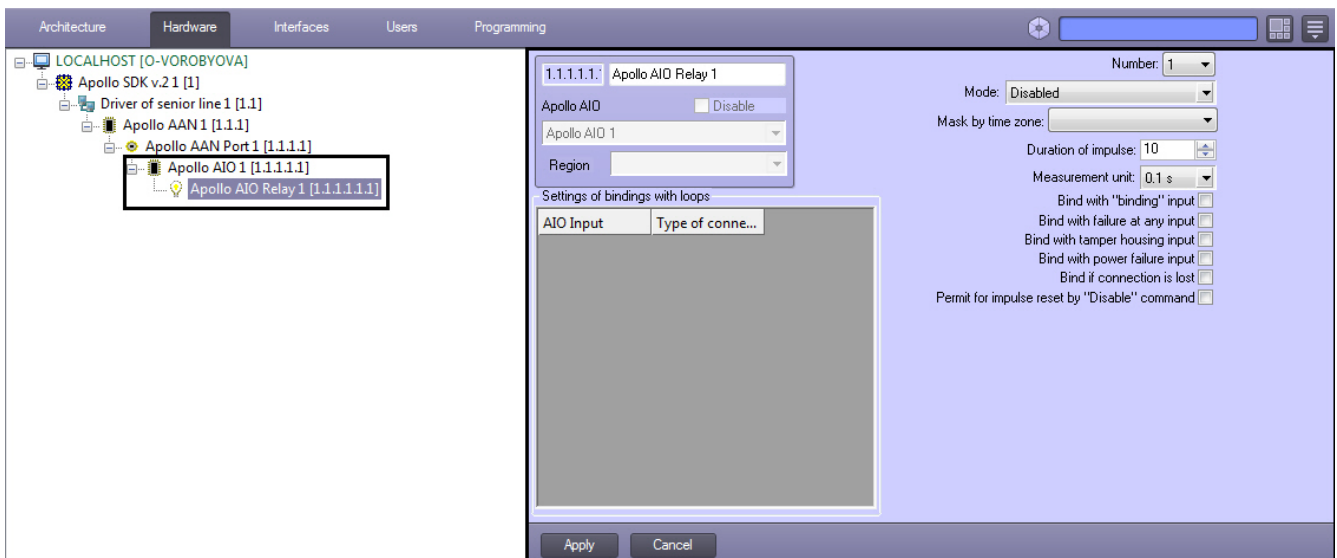 Architecture Hardware Interfaces Users Programming
LOCALHOST [O-VOROBYOVA]
Apollo SDK v.2 1 [1]
Driver of senior line 1 [1.1]
Apollo AAN 1 [1.1.1]
Apollo AAN Port 1 [1.1.1.1]
Apollo AIO 1 [1.1.1.1.1]
Apollo AIO Relay 1 [1.1.1.1.1.1]
1.1.1.1.1. Apollo AIO Relay 1
Apollo AIO Disable
Apollo AIO 1
Region
Settings of bindings with loops
AIO Input Type of conne...
Number: 1
Mode: Disabled
Mask by time zone:
Duration of impulse: 10
Measurement unit: 0.1 s
Bind with "binding" input
Bind with failure at any input
Bind with tamper housing input
Bind with power failure input
Bind if connection is lost
Permit for impulse reset by "Disable" command
Apply Cancel